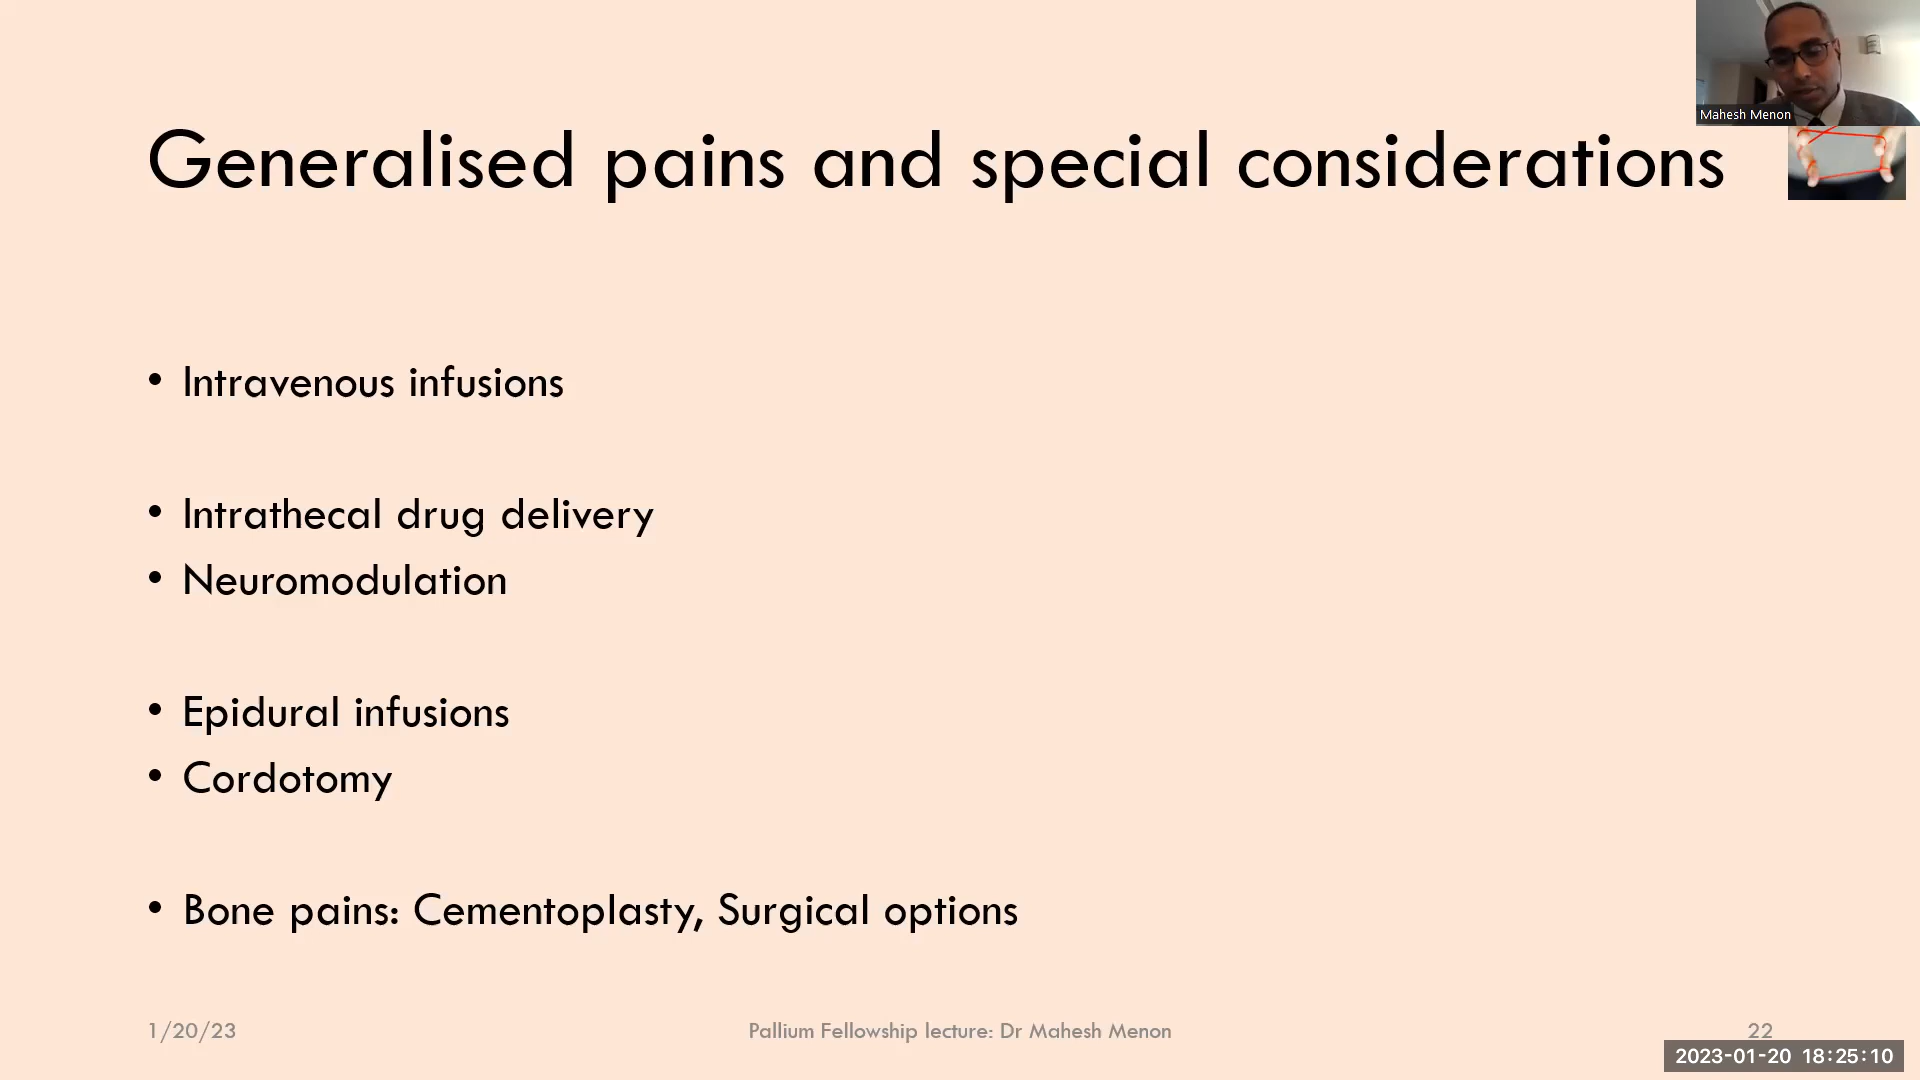 Mahesh Menon
Generalised pains and special considerations
• Intravenous infusions
• Intrathecal drug delivery
• Neuromodulation
• Epidural infusions
• Cordotomy
• Bone pains: Cementoplasty, Surgical options
1/20/23
Pallium Fellowship lecture: Dr Mahesh Menon
22
2023-01-20 18:25:10